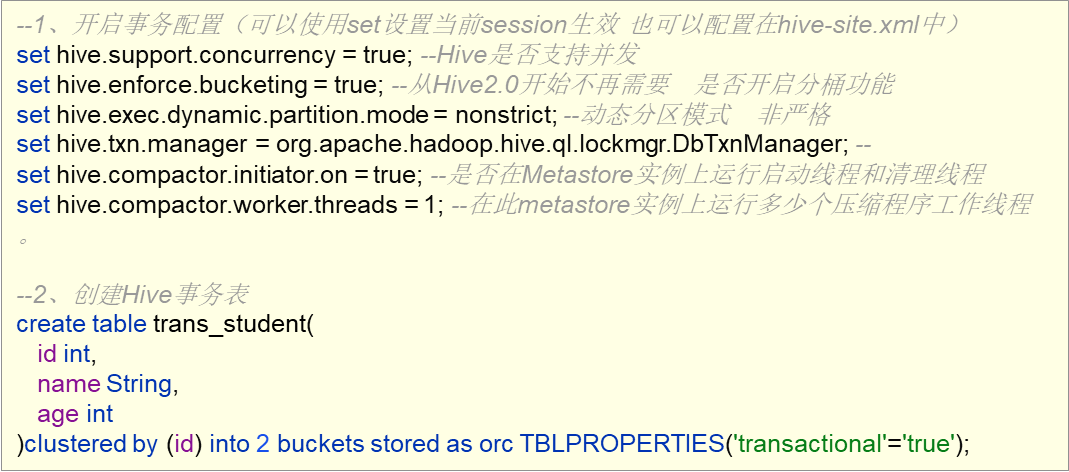 --1、开启事务配置（可以使用set设置当前session生效 也可以配置在hive-site.xml中）
set hive.support.concurrency = true; --Hive是否支持并发
set hive.enforce.bucketing = true; --从Hive2.0开始不再需要 是否开启分桶功能
set hive.exec.dynamic.partition.mode = nonstrict; --动态分区模式 非严格
set hive.txn.manager = org.apache.hadoop.hive.ql.lockmgr.DbTxnManager; --
set hive.compactor.initiator.on = true; --是否在Metastore实例上运行启动线程和清理线程
set hive.compactor.worker.threads = 1; --在此metastore实例上运行多少个压缩程序工作线程
。
--2、创建Hive事务表
create table trans_student(
id int,
name String,
age int
)clustered by (id) into 2 buckets stored as orc TBLPROPERTIES('transactional'='true');